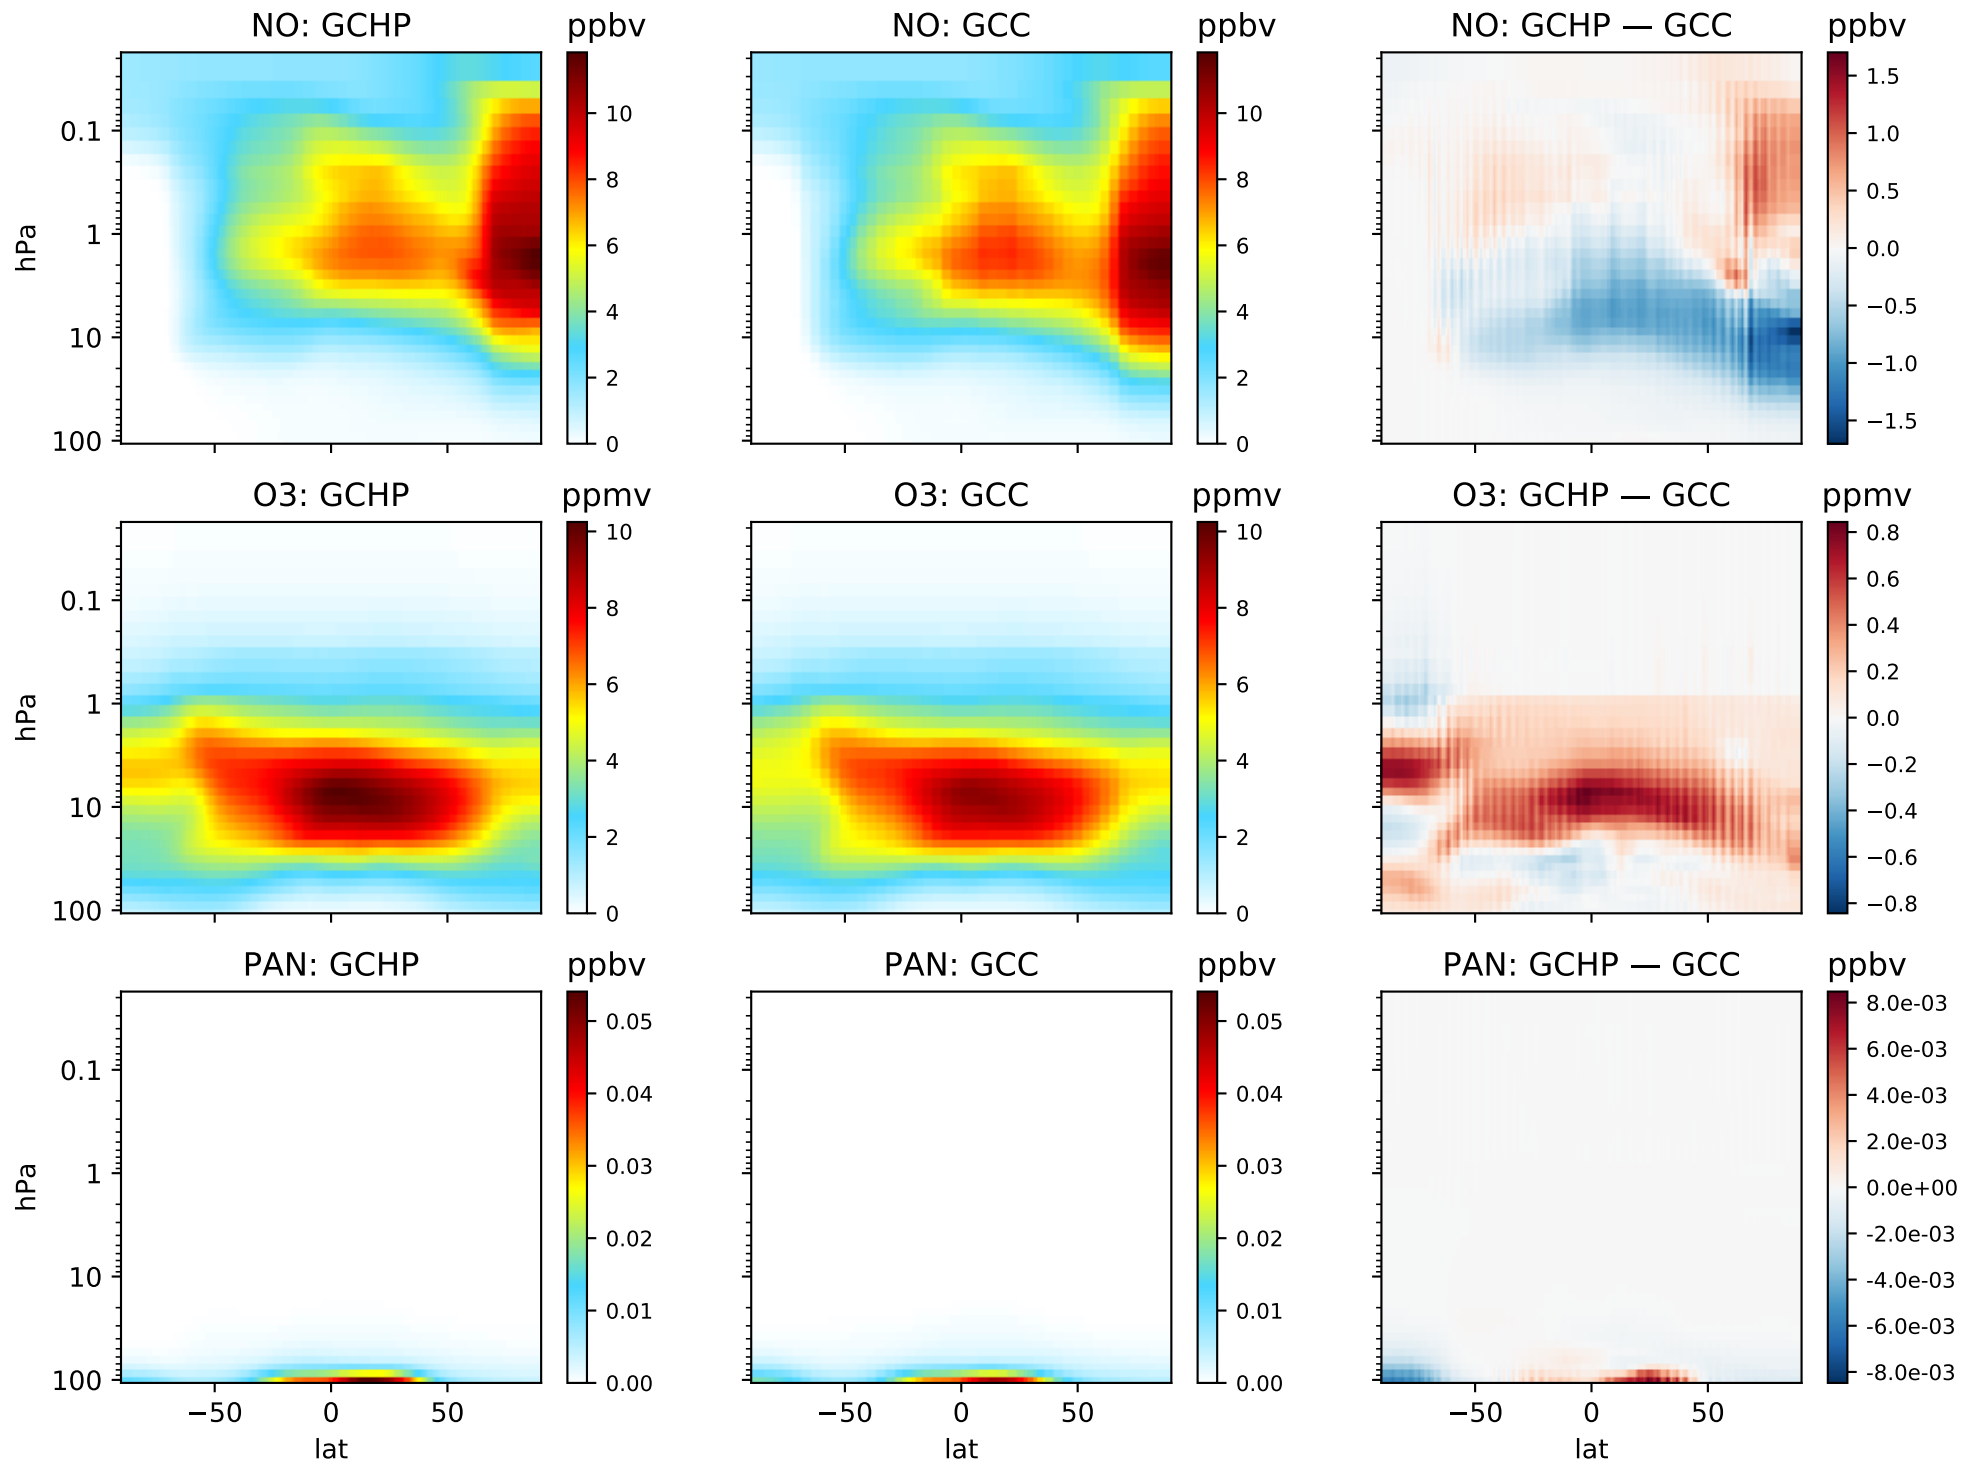 NO: GCHP
ppbv
NO: GCC
ppbv
NO: GCHP — GCC
ppbv
hPa
0.1
1
10
100
10
8
6
4
2
0
10
8
6
4
2
0
1.5
1.0
0.5
0.0
−0.5
−1.0
−1.5
O3: GCHP
ppmv
O3: GCC
ppmv
O3: GCHP — GCC
ppmv
hPa
0.1
1
10
100
10
8
6
4
2
0
10
8
6
4
2
0
0.8
0.6
0.4
0.2
0.0
−0.2
−0.4
−0.6
−0.8
PAN: GCHP
ppbv
PAN: GCC
ppbv
PAN: GCHP — GCC
ppbv
hPa
0.1
1
10
100
0.05
0.04
0.03
0.02
0.01
0.00
0.05
0.04
0.03
0.02
0.01
0.00
8.0e-03
6.0e-03
4.0e-03
2.0e-03
0.0e+00
-2.0e-03
-4.0e-03
-6.0e-03
-8.0e-03
−50 0 50
−50 0 50
−50 0 50
lat
lat
lat